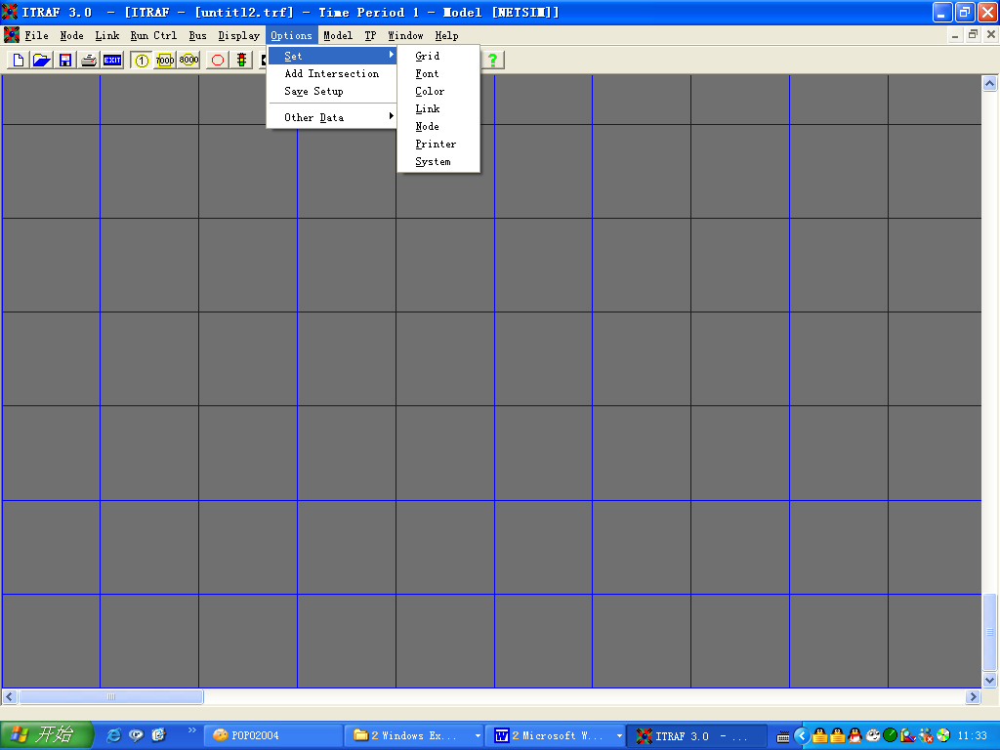 ITRAF 3.0 - [ITRAF - [untitl2.trf] - Time Period 1 - Model [NETSIM]]
File Node Link Run Ctrl Bus Display Options Model TP Window Help
EXIT 1 7000 8000 ?
Set
Add Intersection
Save Setup
Other Data
Grid
Font
Color
Link
Node
Printer
System
开始 » POPO2004 2 Windows Ex... 2 Microsoft W... ITRAF 3.0 - ... 11:33